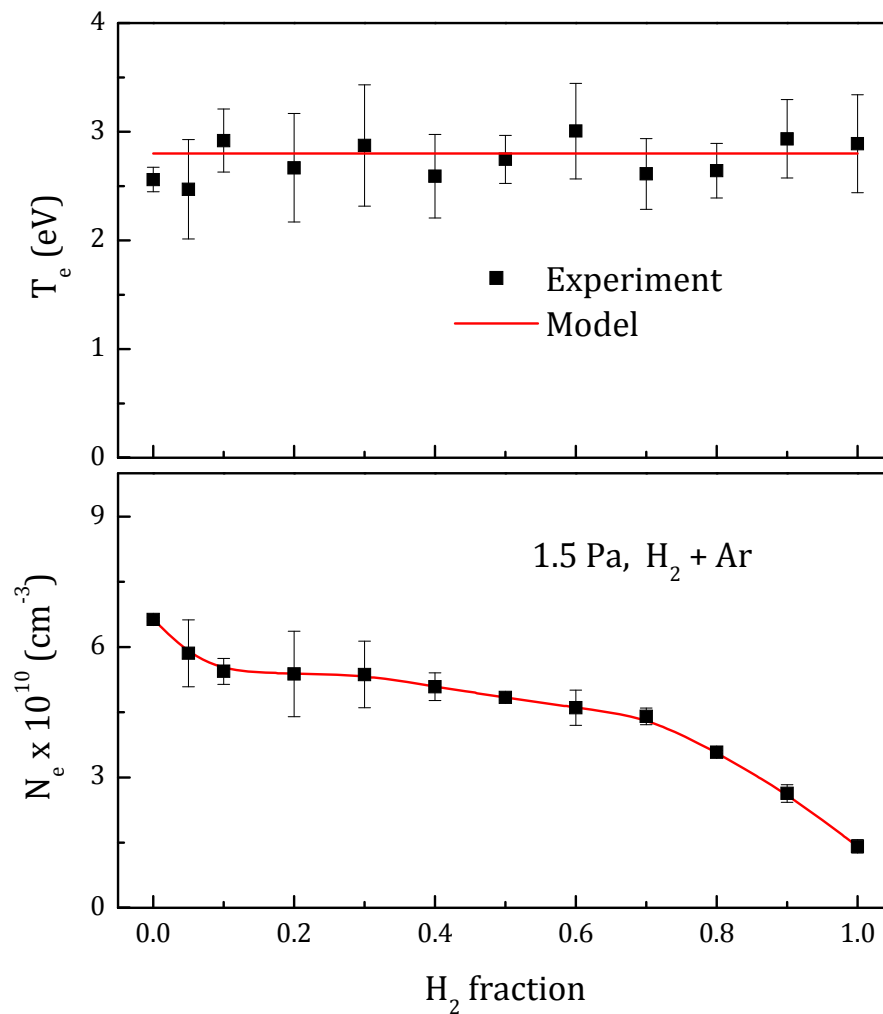 4
3
2
1
0
T_e (eV)
Experiment
Model
9
6
3
0
N_e x 10^10 (cm^-3)
1.5 Pa, H_2 + Ar
0.0 0.2 0.4 0.6 0.8 1.0
H_2 fraction